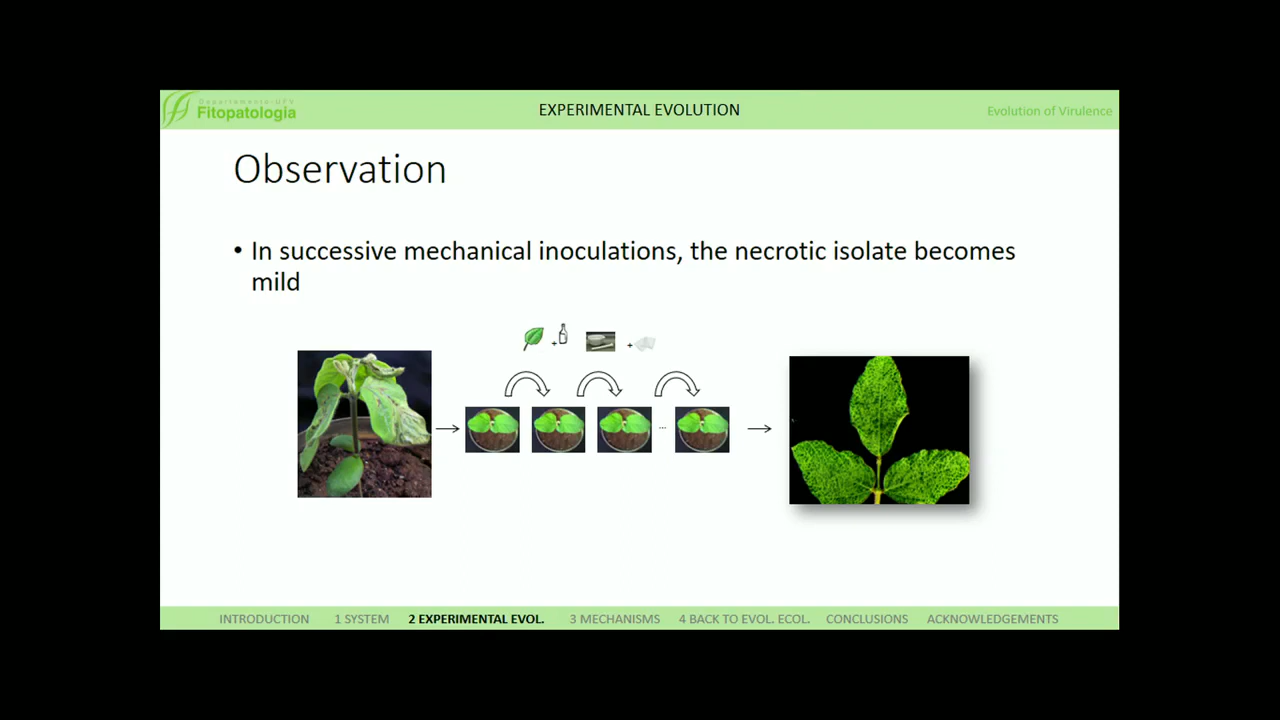 Departamento-UFV
Fitopatologia
EXPERIMENTAL EVOLUTION
Evolution of Virulence
Observation
• In successive mechanical inoculations, the necrotic isolate becomes
mild
+
+
...
INTRODUCTION 1 SYSTEM 2 EXPERIMENTAL EVOL. 3 MECHANISMS 4 BACK TO EVOL. ECOL. CONCLUSIONS ACKNOWLEDGEMENTS